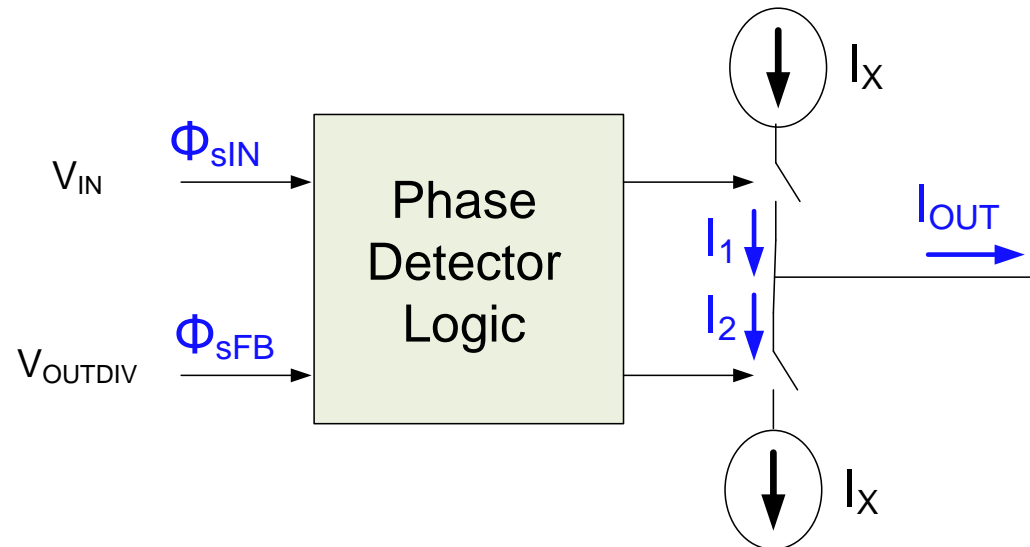 I_X
Φ_sIN
V_IN
Phase
Detector
Logic
I_OUT
I_1
I_2
Φ_sFB
V_OUTDIV
I_X